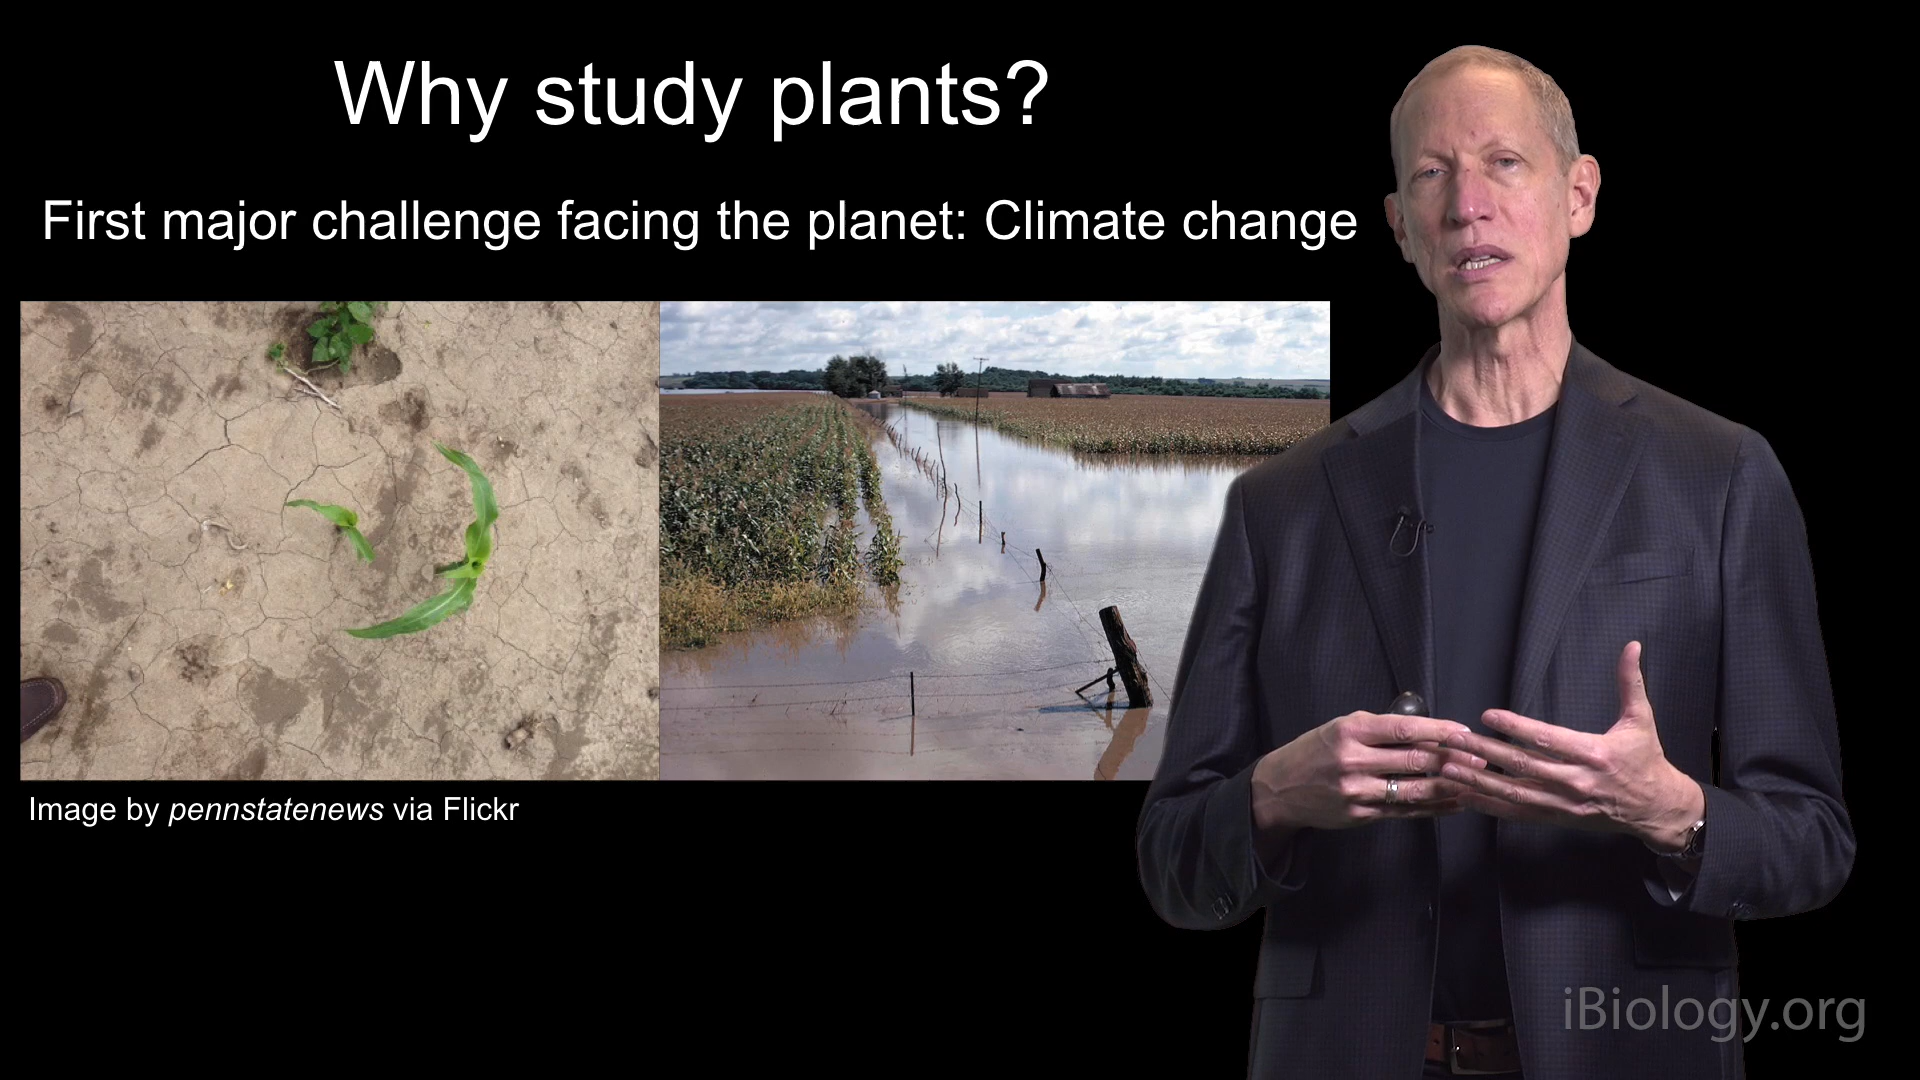 Why study plants?
First major challenge facing the planet: Climate change
Image by pennstatenews via Flickr
iBiology.org